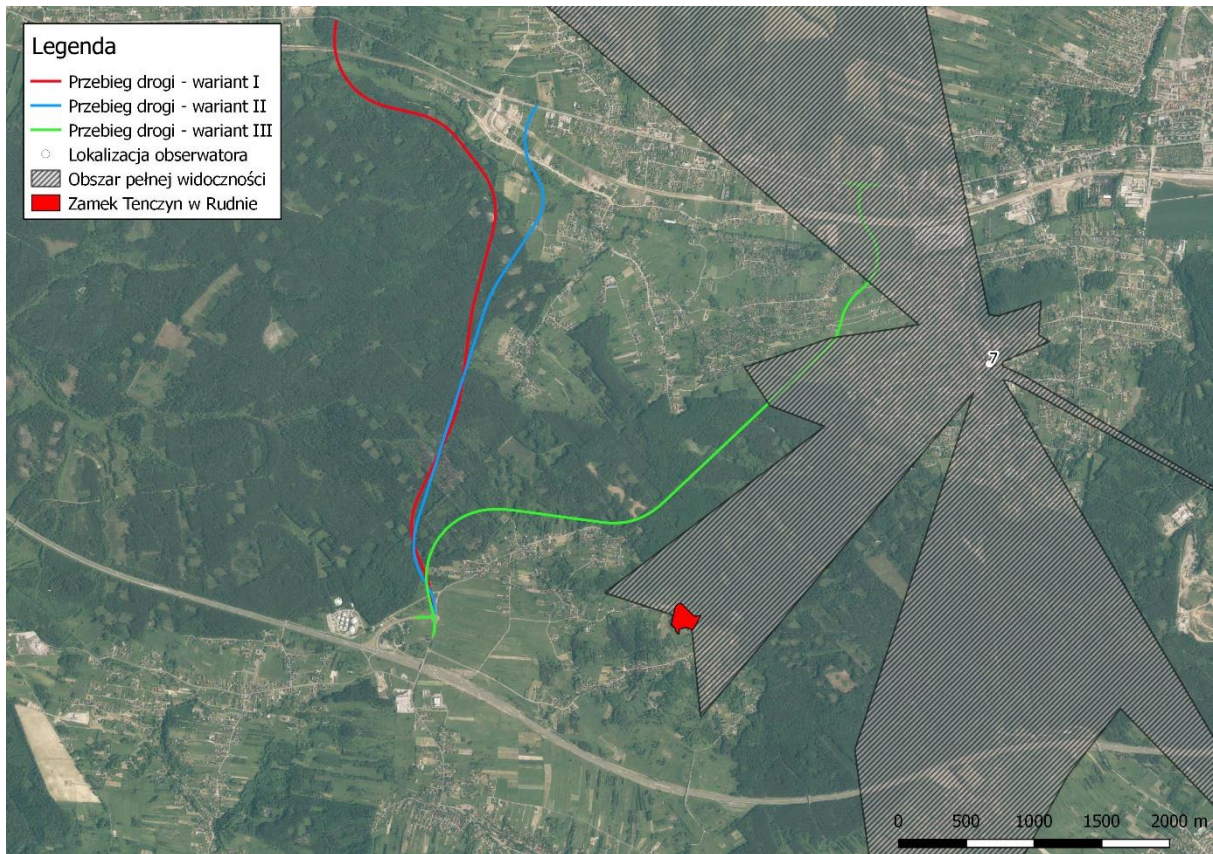 Legenda
Przebieg drogi - wariant I
Przebieg drogi - wariant II
Przebieg drogi - wariant III
Lokalizacja obserwatora
Obszar pełnej widoczności
Zamek Tenczyn w Rudnie
7
0 500 1000 1500 2000 m